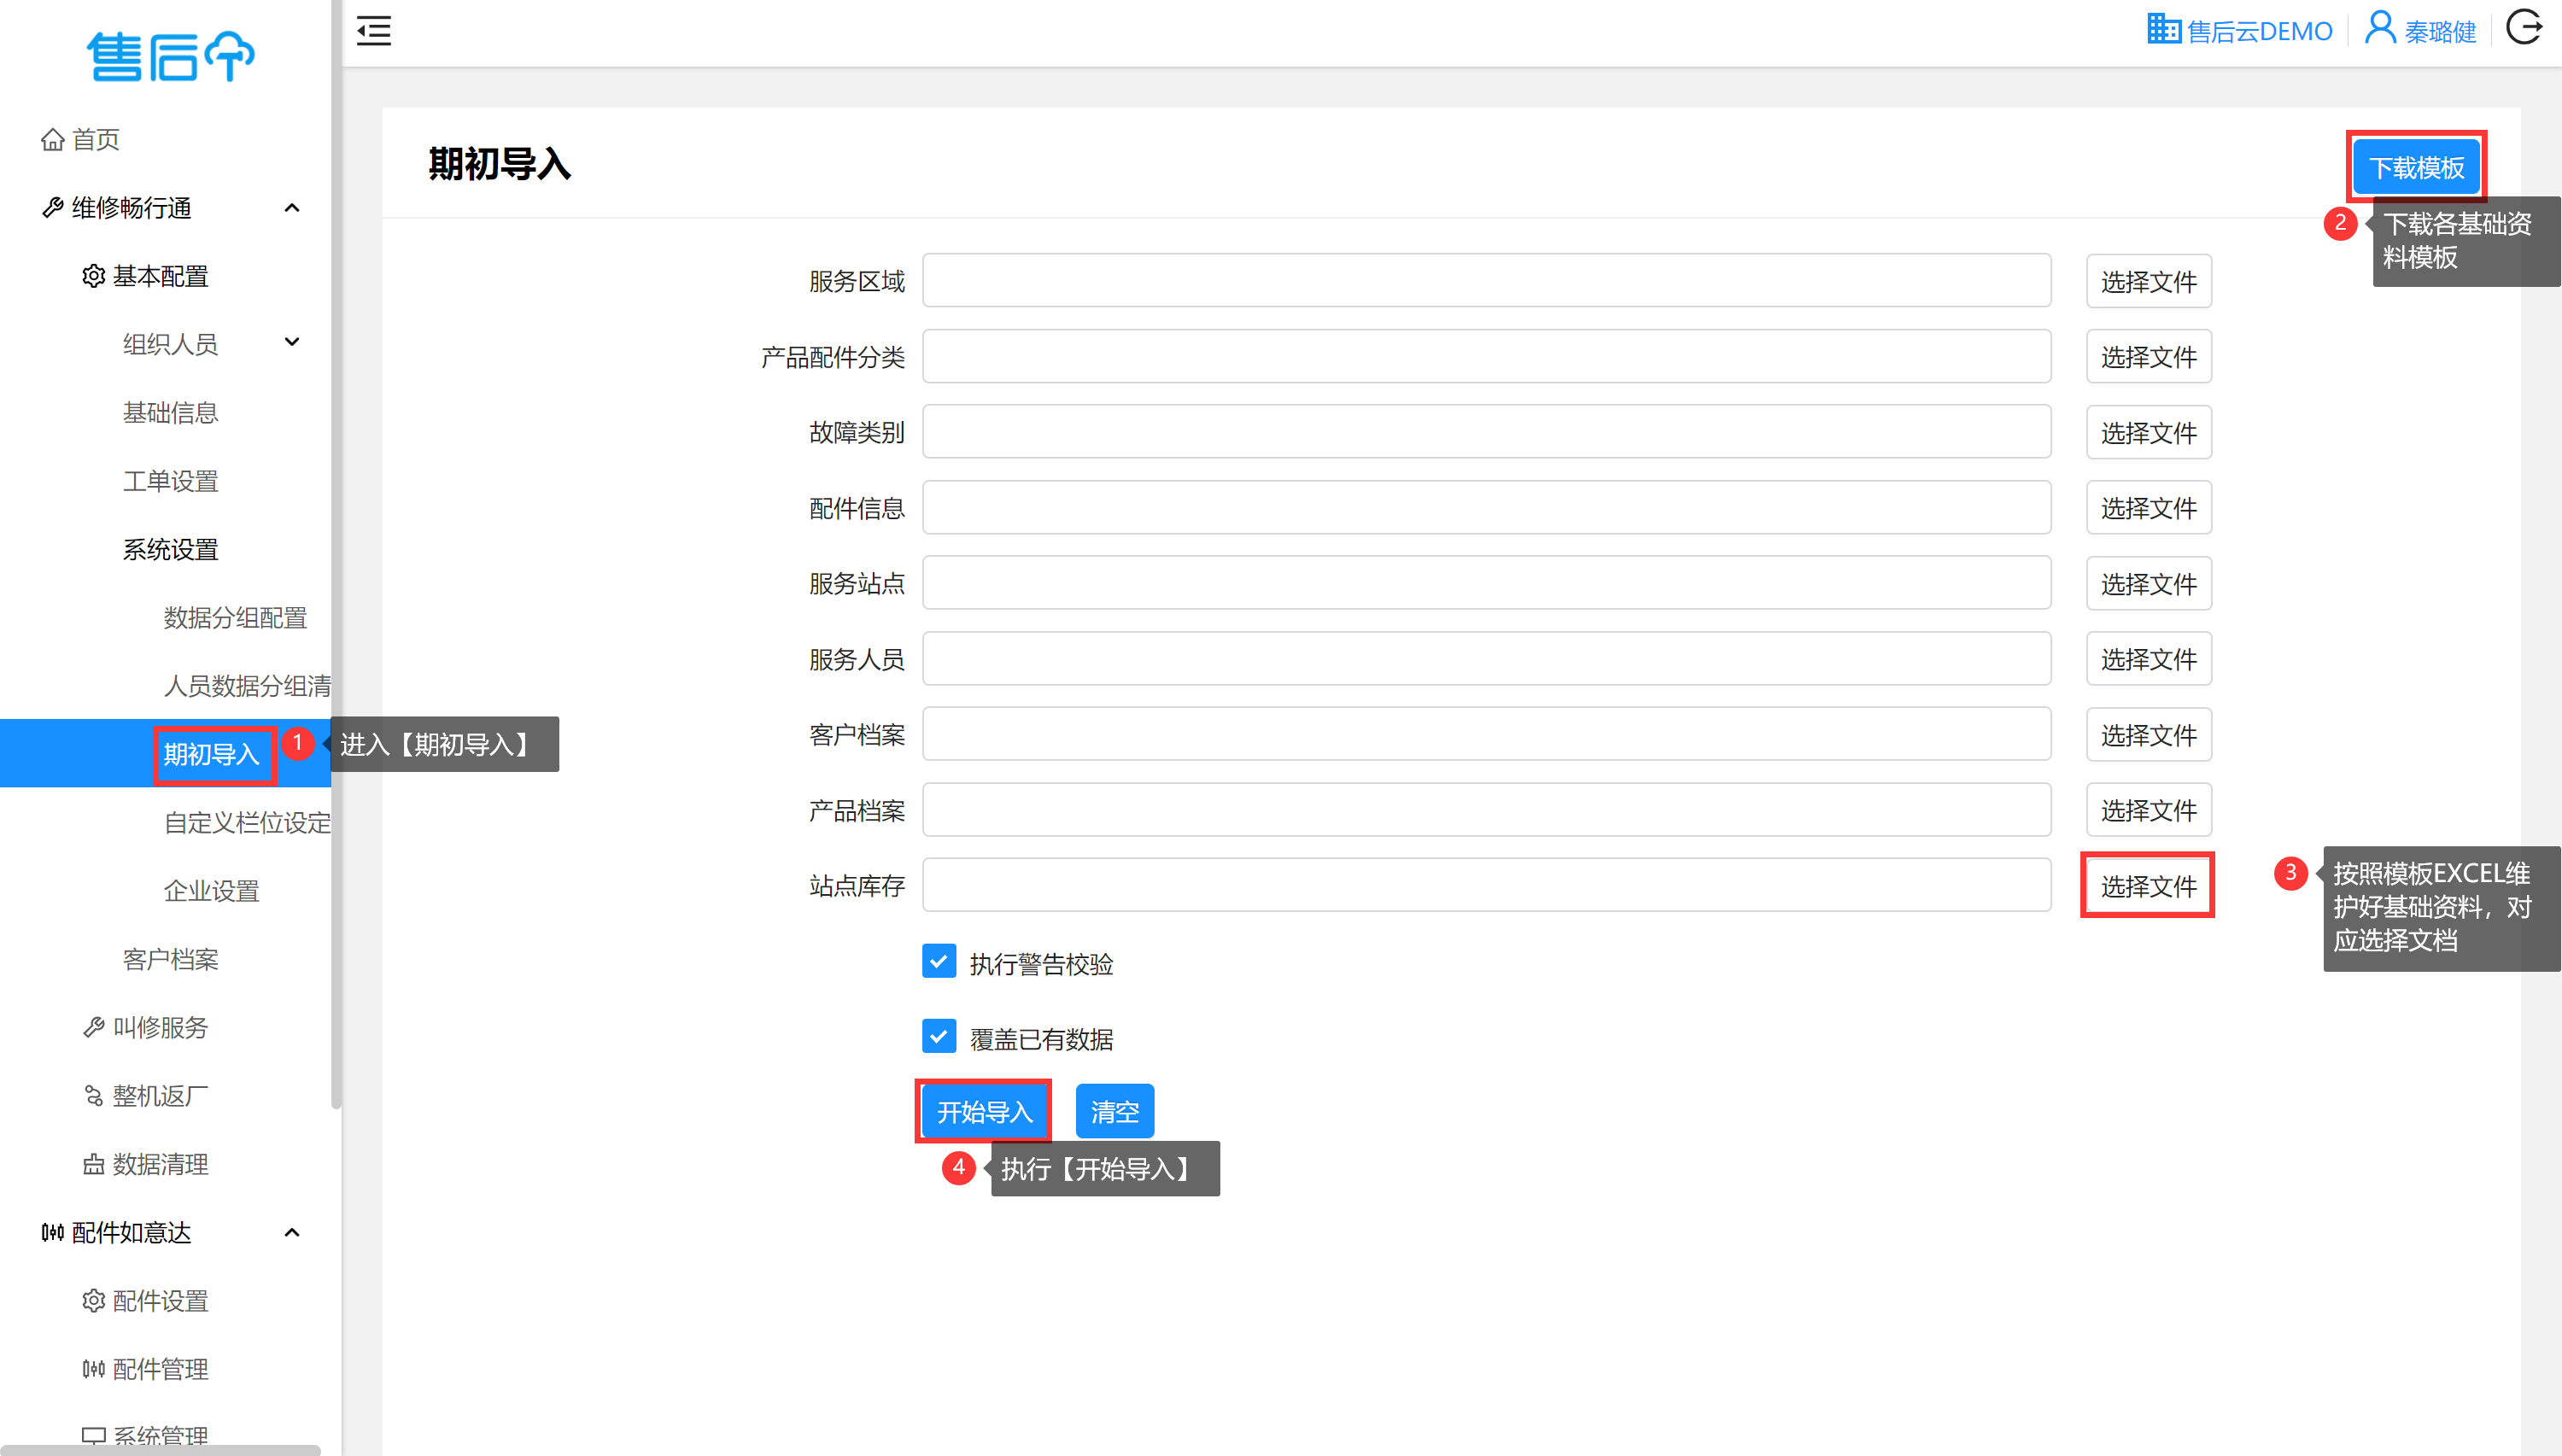 售后
售后云DEMO
秦璐健
首页
维修畅行通
基本配置
组织人员
基础信息
工单设置
系统设置
数据分组配置
人员数据分组清
期初导入
1
进入【期初导入】
自定义栏位设定
企业设置
客户档案
叫修服务
整机返厂
数据清理
配件如意达
配件设置
配件管理
系统管理
期初导入
下载模板
2
下载各基础资
料模板
服务区域
选择文件
产品配件分类
选择文件
故障类别
选择文件
配件信息
选择文件
服务站点
选择文件
服务人员
选择文件
客户档案
选择文件
产品档案
选择文件
站点库存
选择文件
3
按照模板EXCEL维
护好基础资料，对
应选择文档
执行警告校验
覆盖已有数据
开始导入
清空
4
执行【开始导入】